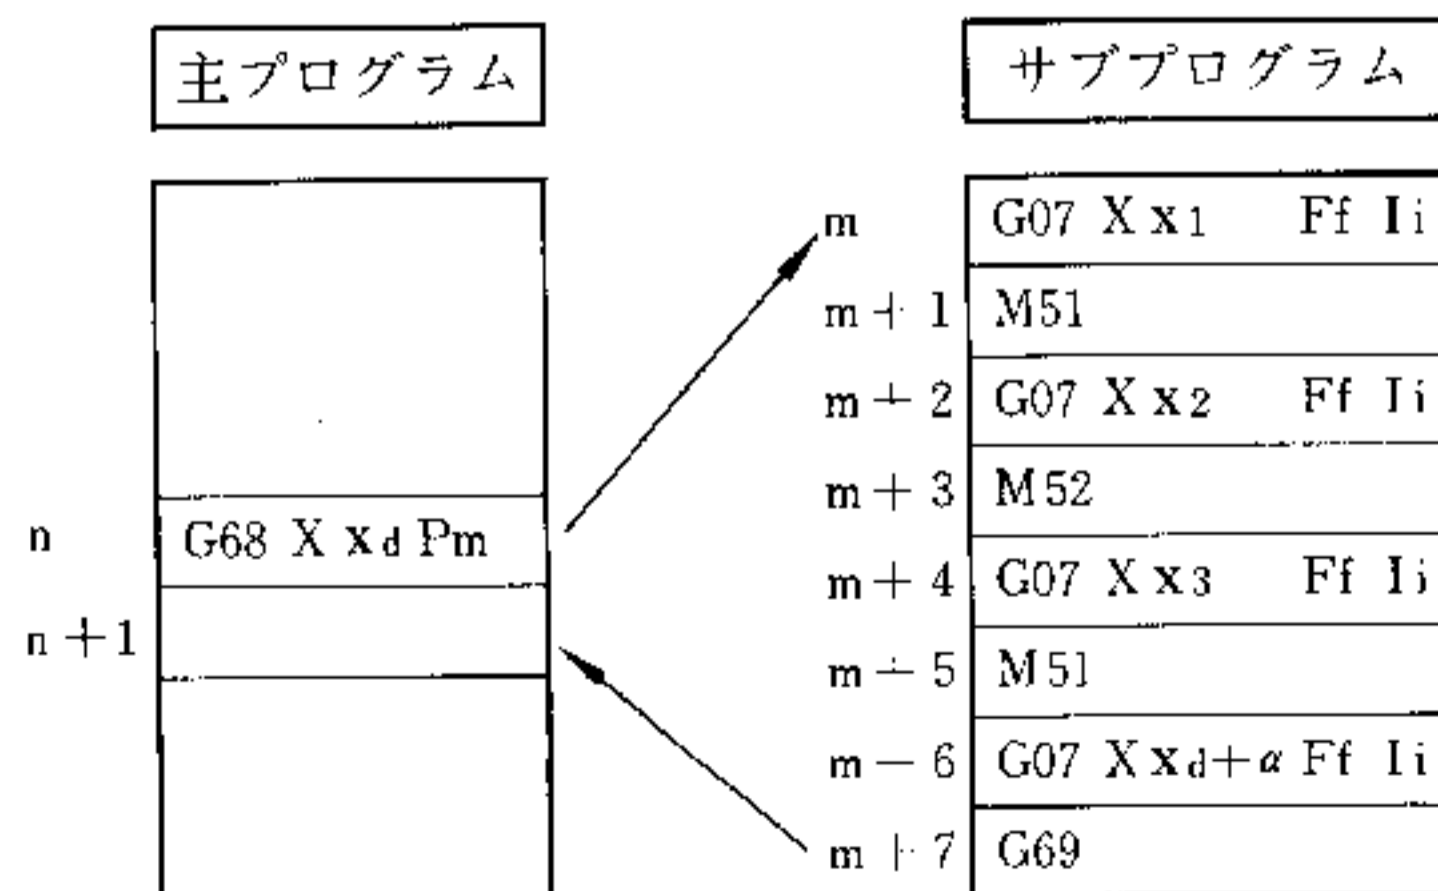 主プログラム
サブプログラム
m G07 X x1 Ff Ii
m + 1 M51
m + 2 G07 X x2 Ff Ii
m + 3 M52
n G68 X xd Pm
m + 4 G07 X x3 Ff Ii
n + 1
m + 5 M51
m − 6 G07 X xd+α Ff Ii
m + 7 G69